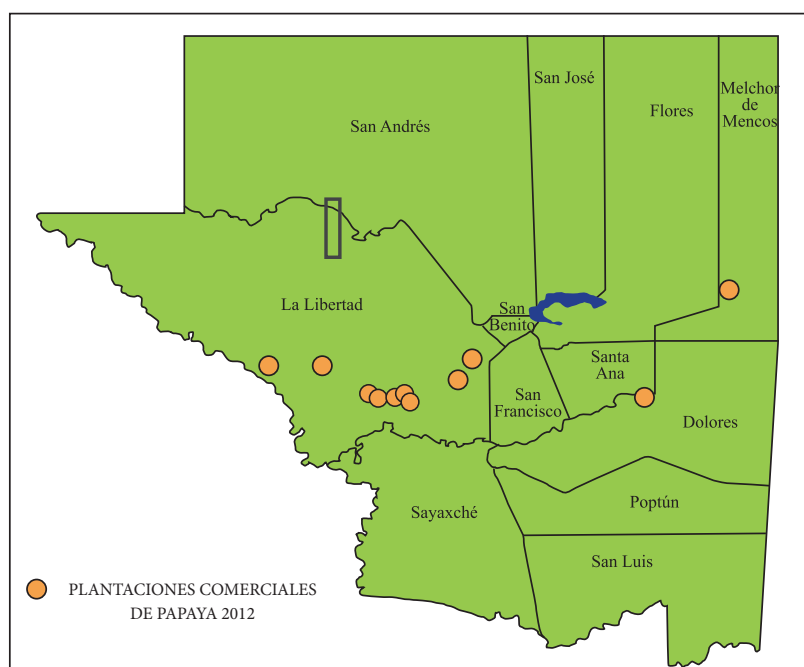 San José
Melchor
de
Mencos
Flores
San Andrés
La Libertad
San
Benito
Santa
Ana
San
Francisco
Dolores
Poptún
Sayaxché
San Luis
PLANTACIONES COMERCIALES
DE PAPAYA 2012